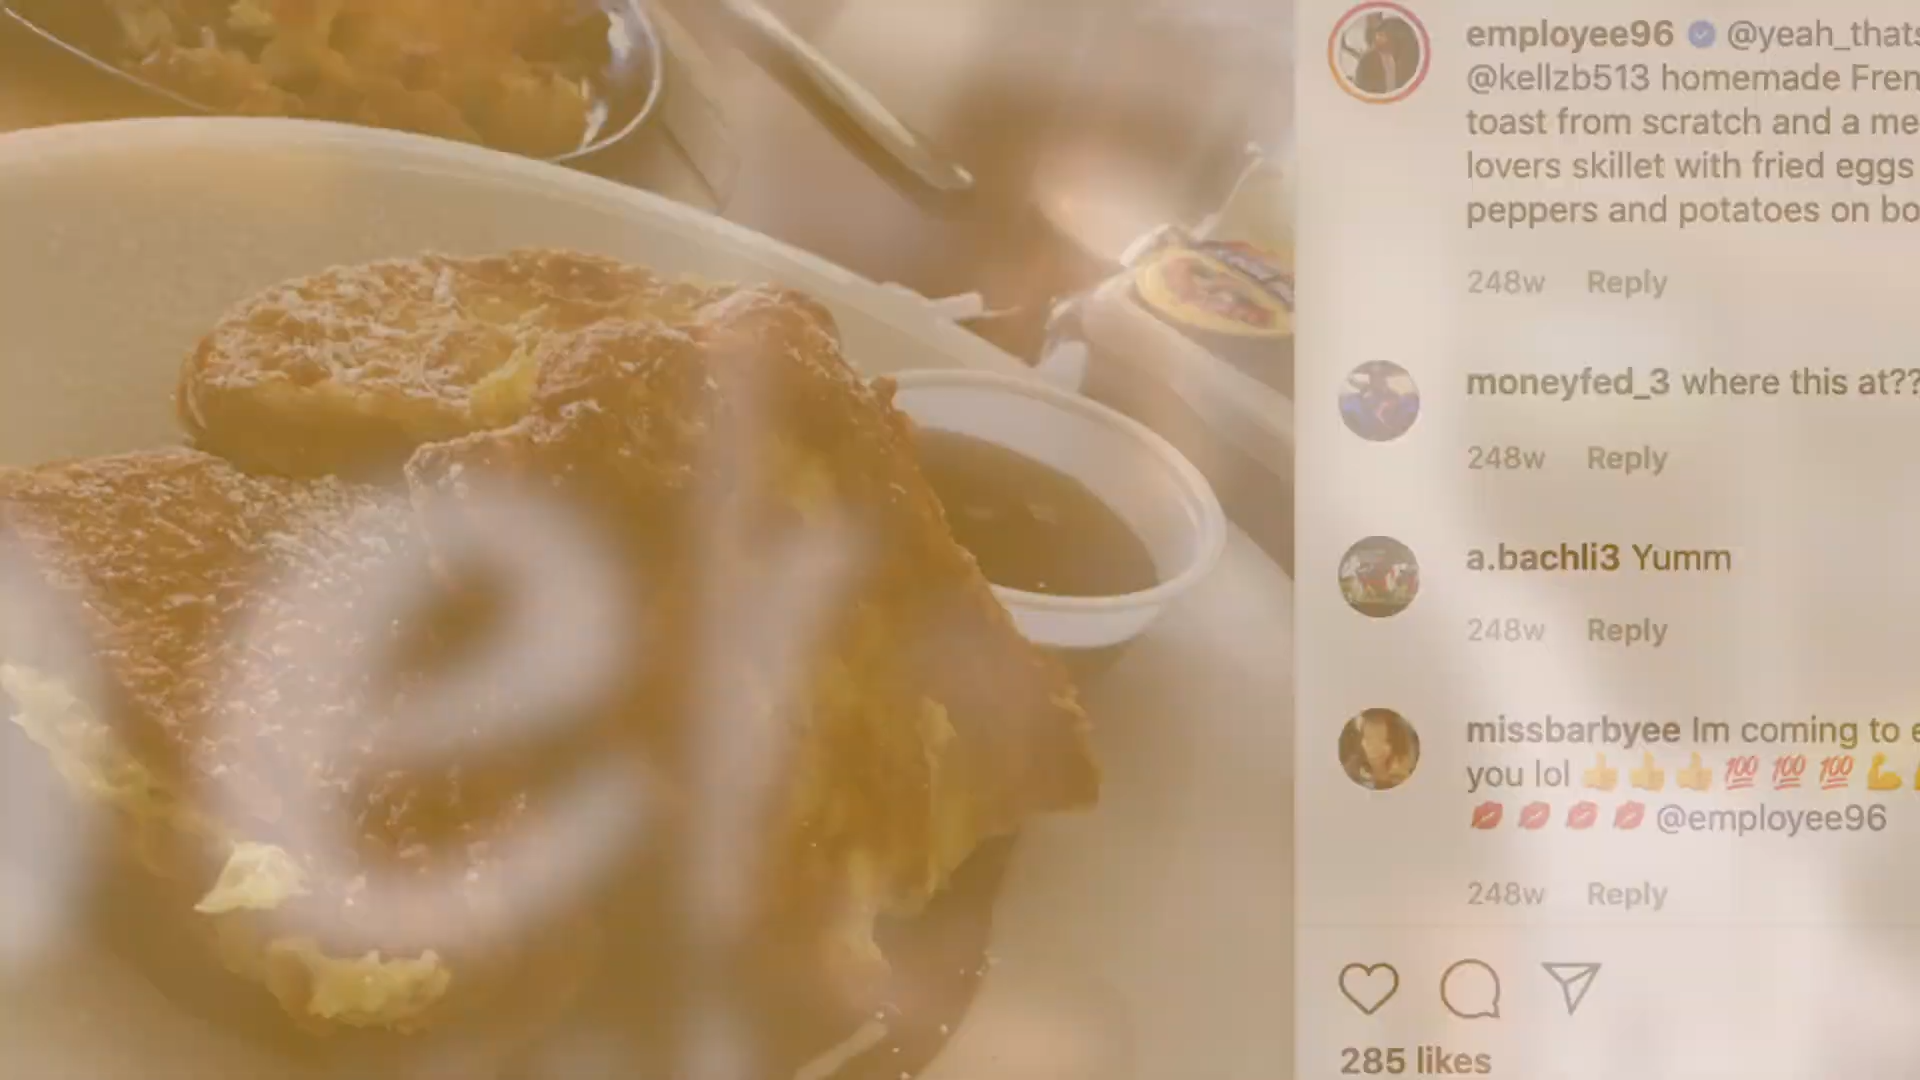 employee96 @yeah_thats
@kellzb513 homemade Fren
toast from scratch and a me
lovers skillet with fried eggs
peppers and potatoes on bo
248w Reply
moneyfed_3 where this at??
248w Reply
a.bachli3 Yumm
248w Reply
missbarbyee Im coming to e
you lol 👍👍👍💯💯💯💪
💋💋💋💋 @employee96
248w Reply
285 likes
er